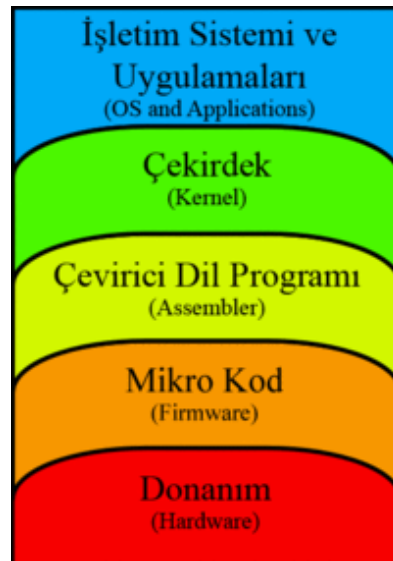 İşletim Sistemi ve
Uygulamaları
(OS and Applications)
Çekirdek
(Kernel)
Çevirici Dil Programı
(Assembler)
Mikro Kod
(Firmware)
Donanım
(Hardware)